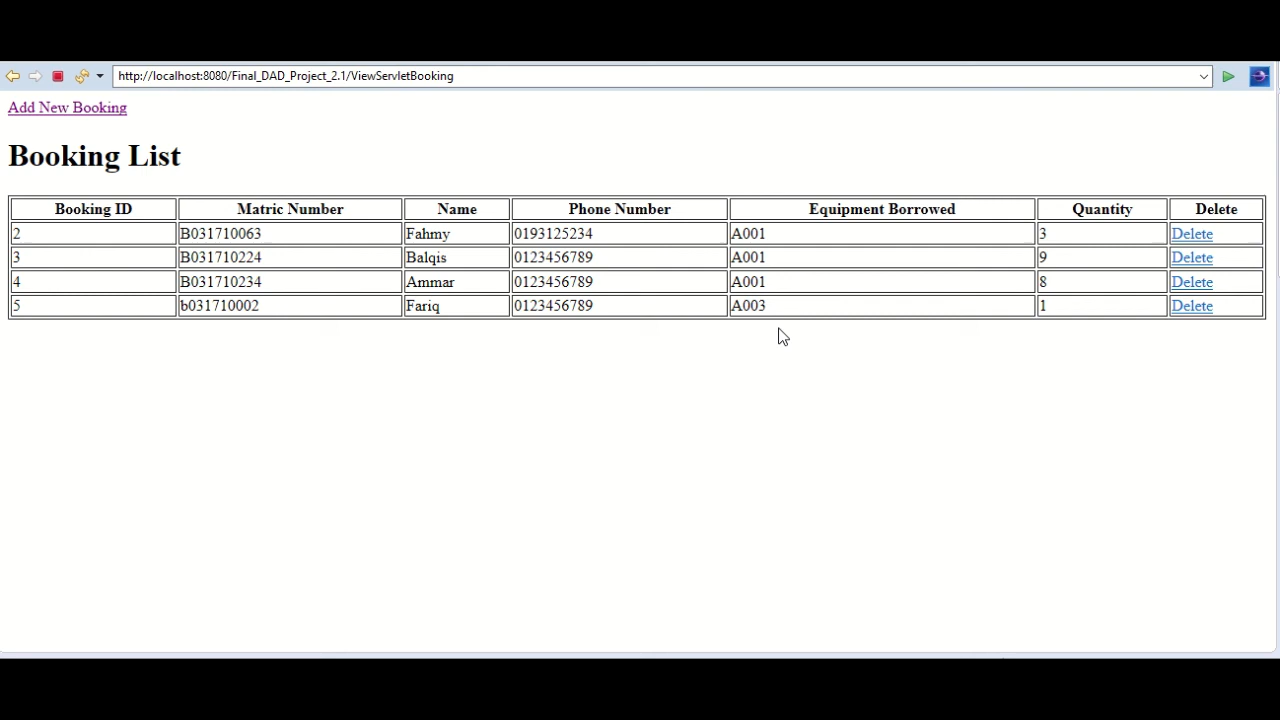 http://localhost:8080/Final_DAD_Project_2.1/ViewServletBooking
Add New Booking
Booking List
Booking ID Matric Number Name Phone Number Equipment Borrowed Quantity Delete
2 B031710063 Fahmy 0193125234 A001 3 Delete
3 B031710224 Balqis 0123456789 A001 9 Delete
4 B031710234 Ammar 0123456789 A001 8 Delete
5 b031710002 Fariq 0123456789 A003 1 Delete